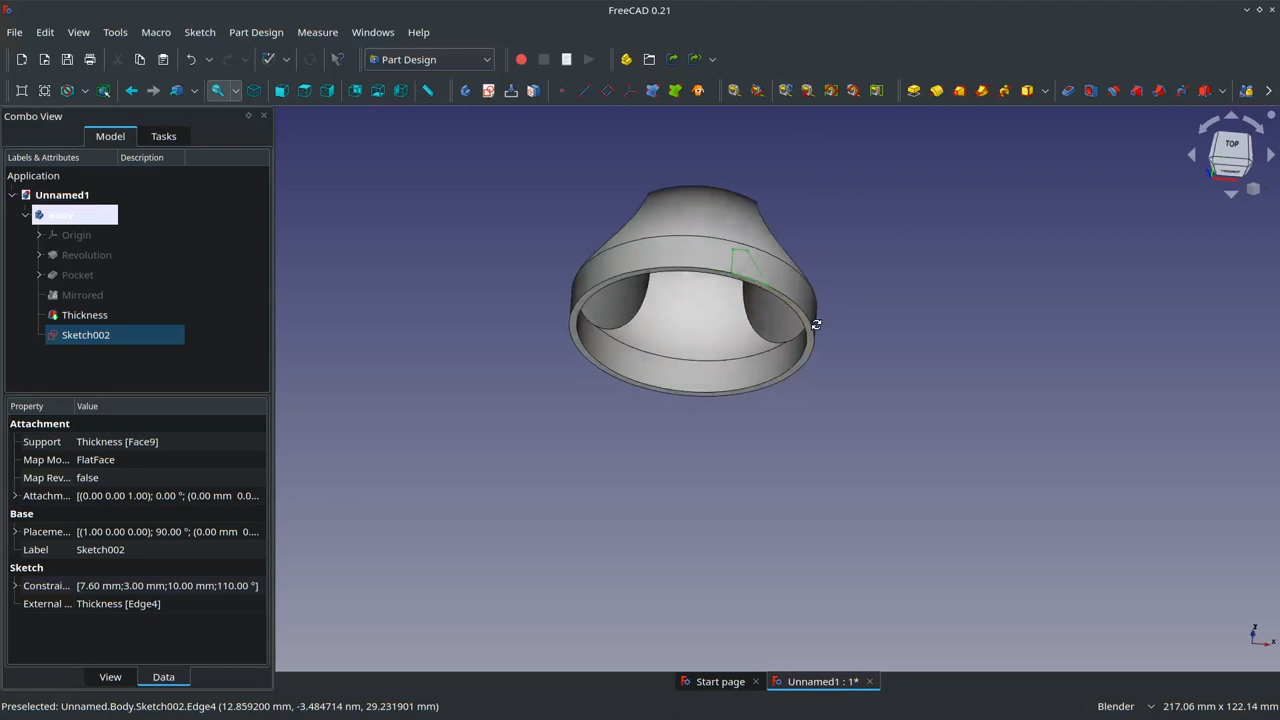 FreeCAD 0.21
File Edit View Tools Macro Sketch Part Design Measure Windows Help
Part Design
Combo View
Model Tasks
Labels & Attributes Description
Application
Unnamed1
Body
Origin
Revolution
Pocket
Mirrored
Thickness
Sketch002
Property Value
Attachment
Support Thickness [Face9]
Map Mo... FlatFace
Map Rev... false
Attachm... [(0.00 0.00 1.00); 0.00 °; (0.00 mm 0.0...
Base
Placeme... [(1.00 0.00 0.00); 90.00 °; (0.00 mm 0....
Label Sketch002
Sketch
Constrai... [7.60 mm;3.00 mm;10.00 mm;110.00 °]
External ... Thickness [Edge4]
View Data
TOP
Z
X
Start page Unnamed1 : 1*
Preselected: Unnamed.Body.Sketch002.Edge4 (12.859200 mm, -3.484714 mm, 29.231901 mm) Blender 217.06 mm x 122.14 mm